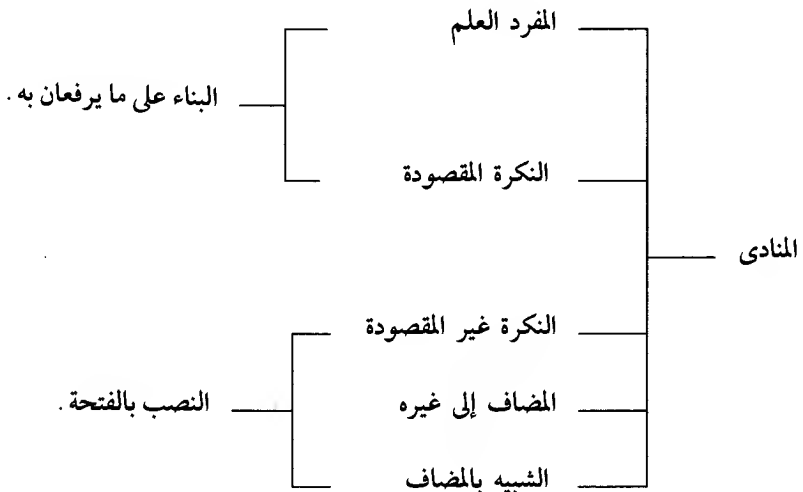 المفرد العلم
البناء على ما يرفعان به .
النكرة المقصودة
المنادى
النكرة غير المقصودة
المضاف إلى غيره
النصب بالفتحة .
الشبيه بالمضاف